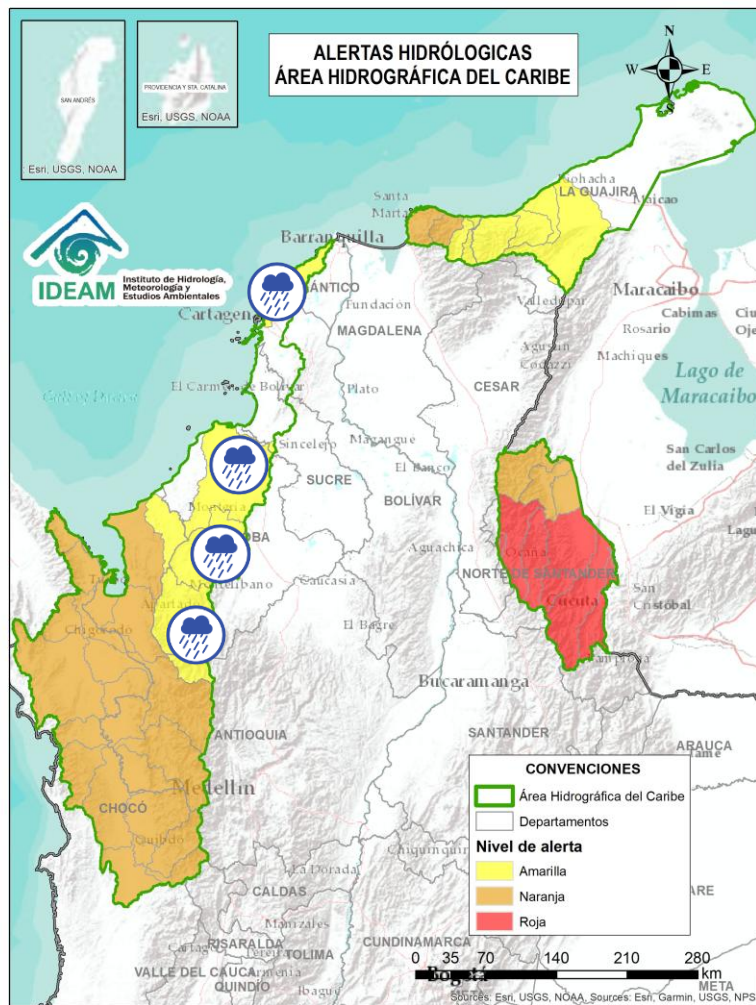 ALERTAS HIDRÓLOGICAS
ÁREA HIDROGRÁFICA DEL CARIBE
N
W
E
S
SAN ANDRÉS
: Esri, USGS, NOAA
PROVIDENCIA Y STA. CATALINA
Esri, USGS, NOAA
IDEAM
Instituto de Hidrología,
Meteorología y
Estudios Ambientales
Santa
Marta
LA GUAJIRA
Maicao
Barranquilla
Maracaibo
Cabimas
Rosario
Machiques
Lago de
Maracaibo
Fundación
MAGDALENA
Valledupar
Agustín
Codazzi
CESAR
El Carmen de Bolívar
Plato
Sincelejo
Magangue
El Banco
SUCRE
BOLÍVAR
San Carlos
del Zulia
El Vigía
Montería
Aguachica
Ocaña
NORTE DE SANTANDER
Cúcuta
San
Cristóbal
Pamplona
Caucasia
El Bagre
Apartadó
Chigorodó
Bucaramanga
ANTIOQUIA
SANTANDER
ARAUCA
Medellín
CHOCÓ
Quibdó
La Dorada
CALDAS
Manizales
RISARALDA
TOLIMA
CUNDINAMARCA
VALLE DEL CAUCA
QUINDÍO
Ibagué
Bogotá
META
CONVENCIONES
Área Hidrográfica del Caribe
Departamentos
Nivel de alerta
Amarilla
Naranja
Roja
0 35 70 140 210 280
km
Sources: Esri, USGS, NOAA, Sources: Esri, Garmin, USGS, NPS